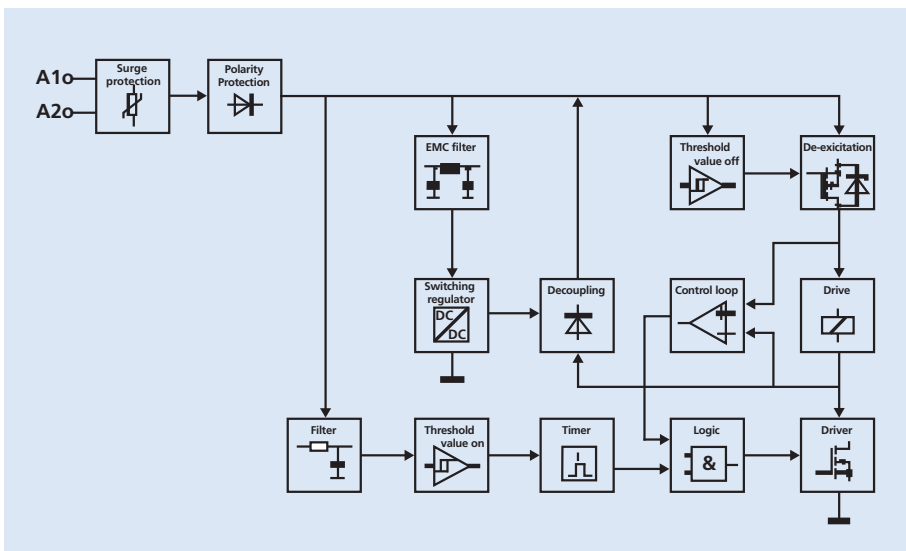 A1o
Surge
protection
Polarity
Protection
A2o
EMC filter
Threshold
value off
De-exicitation
Switching
regulator
DC
DC
Decoupling
Control loop
Drive
Filter
Threshold
value on
Timer
Logic
&
Driver